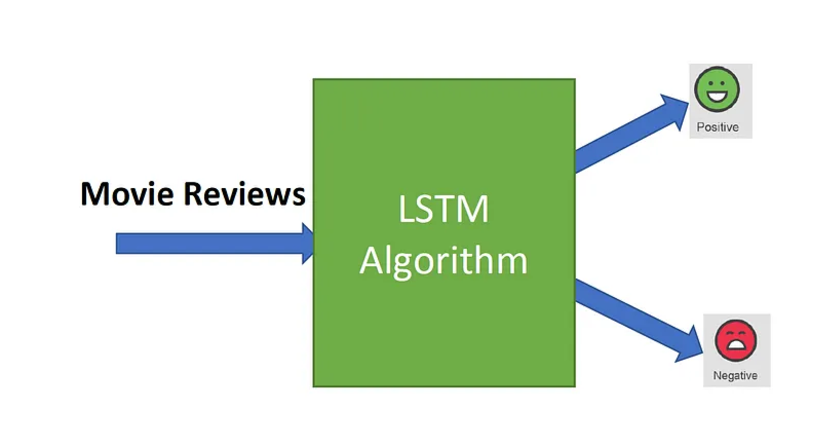 Movie Reviews
LSTM
Algorithm
Positive
Negative